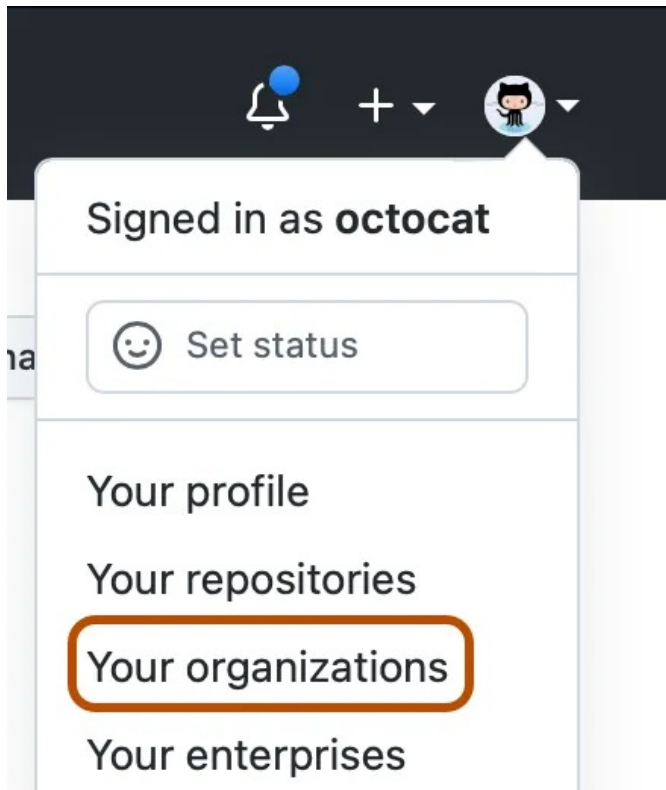 Signed in as octocat
Set status
Your profile
Your repositories
Your organizations
Your enterprises